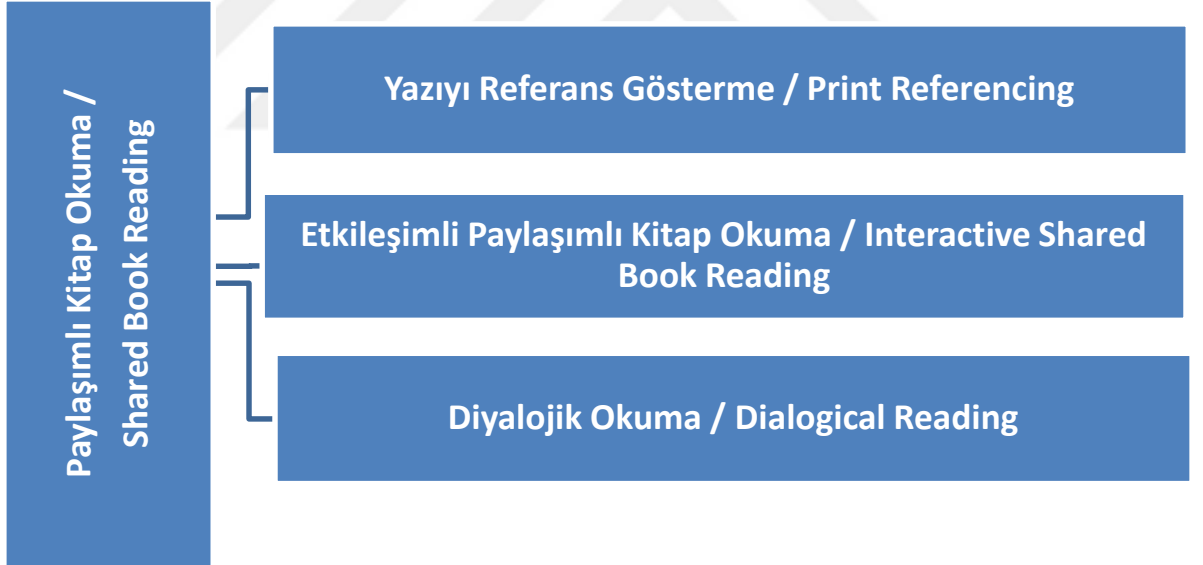 Paylaşımlı Kitap Okuma /
Shared Book Reading
Yazıyı Referans Gösterme / Print Referencing
Etkileşimli Paylaşımlı Kitap Okuma / Interactive Shared
Book Reading
Diyalojik Okuma / Dialogical Reading